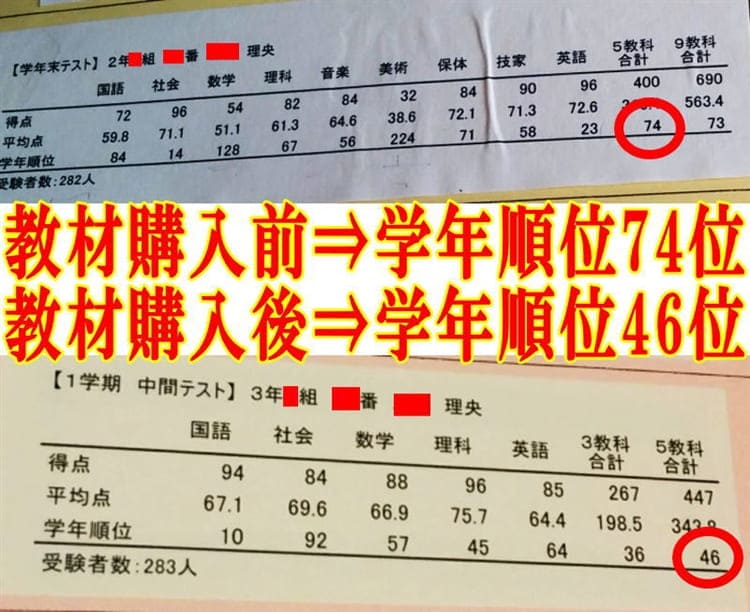 【学年末テスト】 2年 組 番 理央
国語 社会 数学 理科 音楽 美術 保体 技家 英語 5教科合計 9教科合計
得点 72 96 54 82 84 32 84 90 96 400 690
平均点 59.8 71.1 51.1 61.3 64.6 38.6 72.1 71.3 72.6 563.4
学年順位 84 14 128 67 56 224 71 58 23 74 73
受験者数:282人
教材購入前⇒学年順位74位
教材購入後⇒学年順位46位
【1学期 中間テスト】 3年 組 番 理央
国語 社会 数学 理科 英語 3教科合計 5教科合計
得点 94 84 88 96 85 267 447
平均点 67.1 69.6 66.9 75.7 64.4 198.5
学年順位 10 92 57 45 64 36 46
受験者数:283人